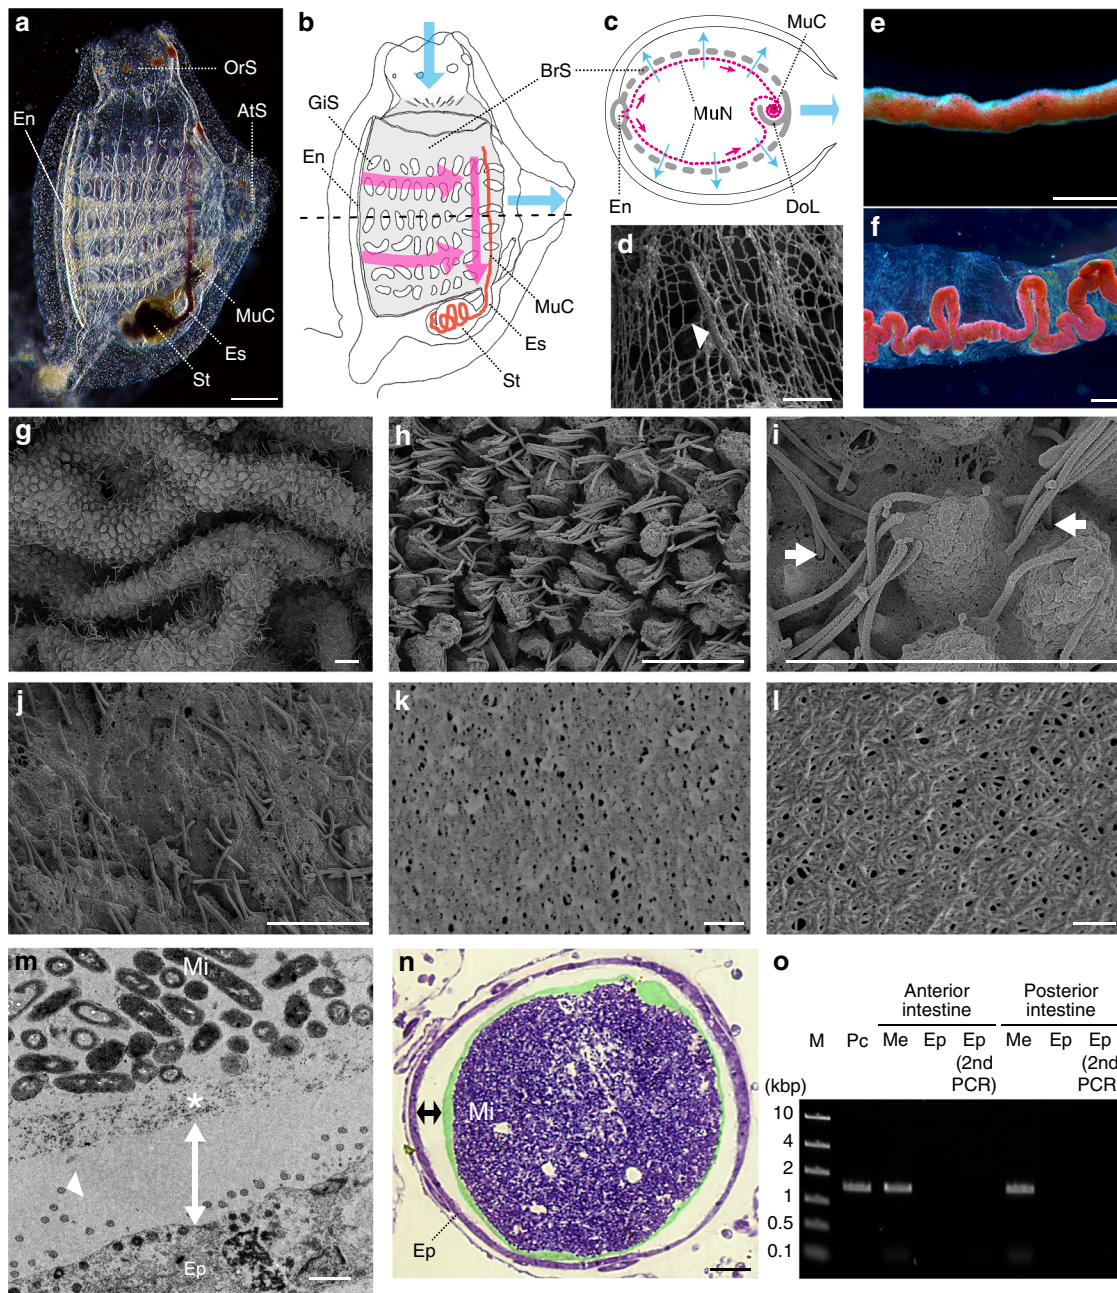 a
OrS
En
AtS
MuC
Es
St
b
BrS
GiS
En
MuC
Es
St
c
MuC
MuN
En
DoL
d
e
f
g
h
i
j
k
l
m
Mi
*
Ep
n
Mi
Ep
o
Anterior intestine
Posterior intestine
M Pc Me Ep Ep (2nd PCR) Me Ep Ep (2nd PCR
(kbp)
10
4
2
1
0.5
0.1